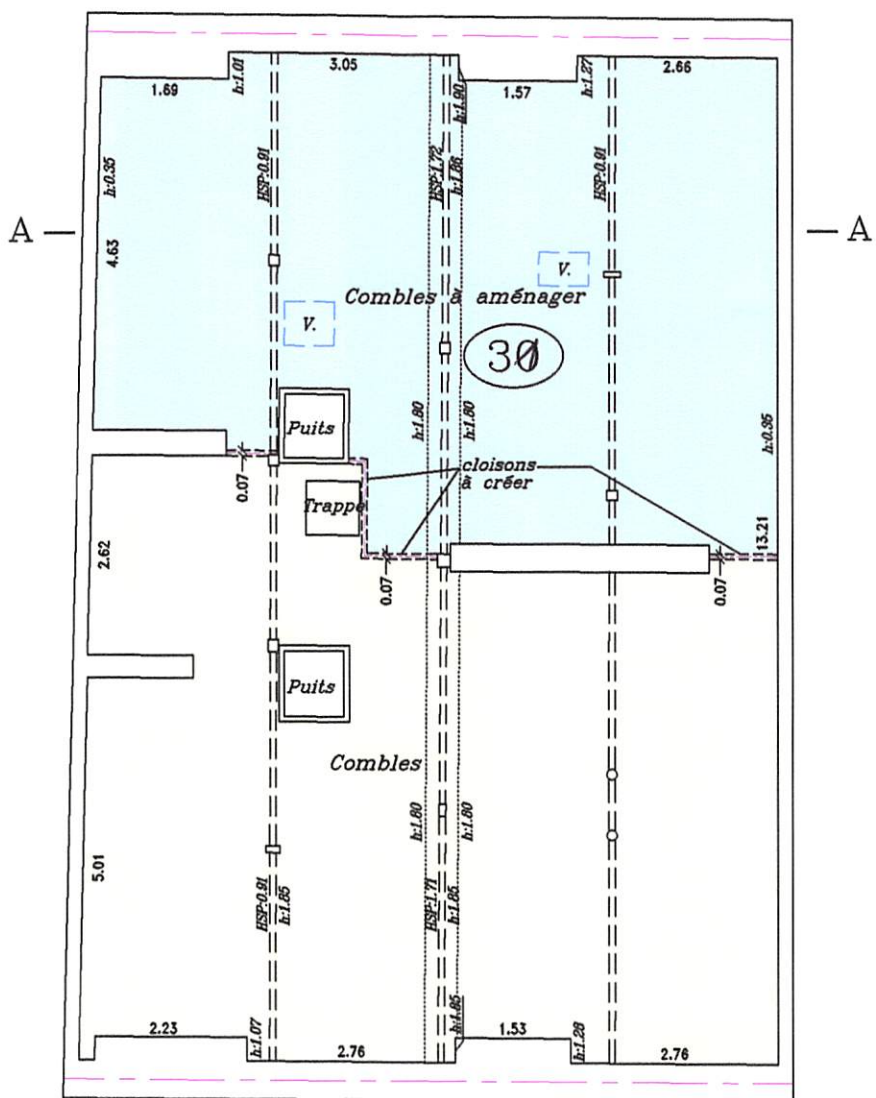 3.05
2.66
1.69
h:1.01
1.57
h:1.27
h:1.90
h:0.35
HSP:0.91
HSP:1.72
h:1.86
HSP:0.91
A
A
4.63
V.
Combles à aménager
V.
30
Puits
h:1.80
h:1.80
h:0.35
cloisons
à créer
0.07
Trappe
13.21
2.62
0.07
0.07
Puits
Combles
h:1.80
h:1.80
5.01
HSP:0.91
h:1.85
HSP:1.71
h:1.85
h:1.85
2.23
h:1.07
2.76
1.53
h:1.28
2.76